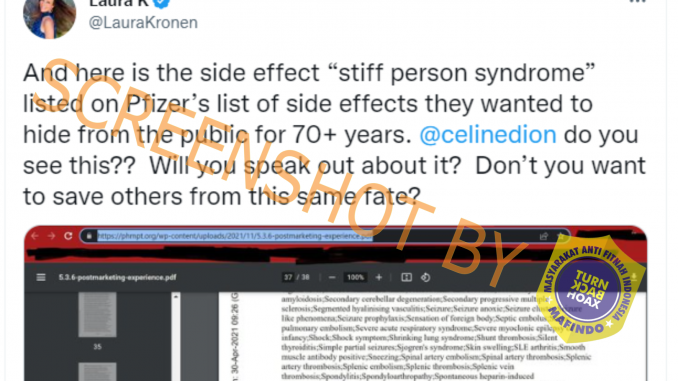 Laura K
@LauraKronen
And here is the side effect “stiff person syndrome”
listed on Pfizer’s list of side effects they wanted to
hide from the public for 70+ years. @celinedion do you
see this?? Will you speak out about it? Don’t you want
to save others from this same fate?
SCREENSHOT BY
https://phmpt.org/wp-content/uploads/2021/11/5.3.6-postmarketing-experience.pdf
5.3.6-postmarketing-experience.pdf
37 / 38
100%
35
30-Apr-2021 09:26 (G
amyloidosis;Secondary cerebellar degeneration;Secondary progressive multiple
sclerosis;Segmented hyalinising vasculitis;Seizure;Seizure anoxic;Seizure
like phenomena;Seizure prophylaxis;Sensation of foreign body;Septic embolus;
pulmonary embolism;Severe acute respiratory syndrome;Severe myoclonic epilepsy
infancy;Shock;Shock symptom;Shrinking lung syndrome;Shunt thrombosis;Silent
thyroiditis;Simple partial seizures;Sjogren's syndrome;Skin swelling;SLE arthritis;Smooth
muscle antibody positive;Sneezing;Spinal artery embolism;Spinal artery thrombosis;Splenic
artery thrombosis;Splenic embolism;Splenic thrombosis;Splenic vein
thrombosis;Spondylitis;Spondyloarthropathy;Spontaneous heparin-induced
MASYARAKAT ANTI FITNAH INDONESIA
TURN
BACK
HOAX
MAFINDO